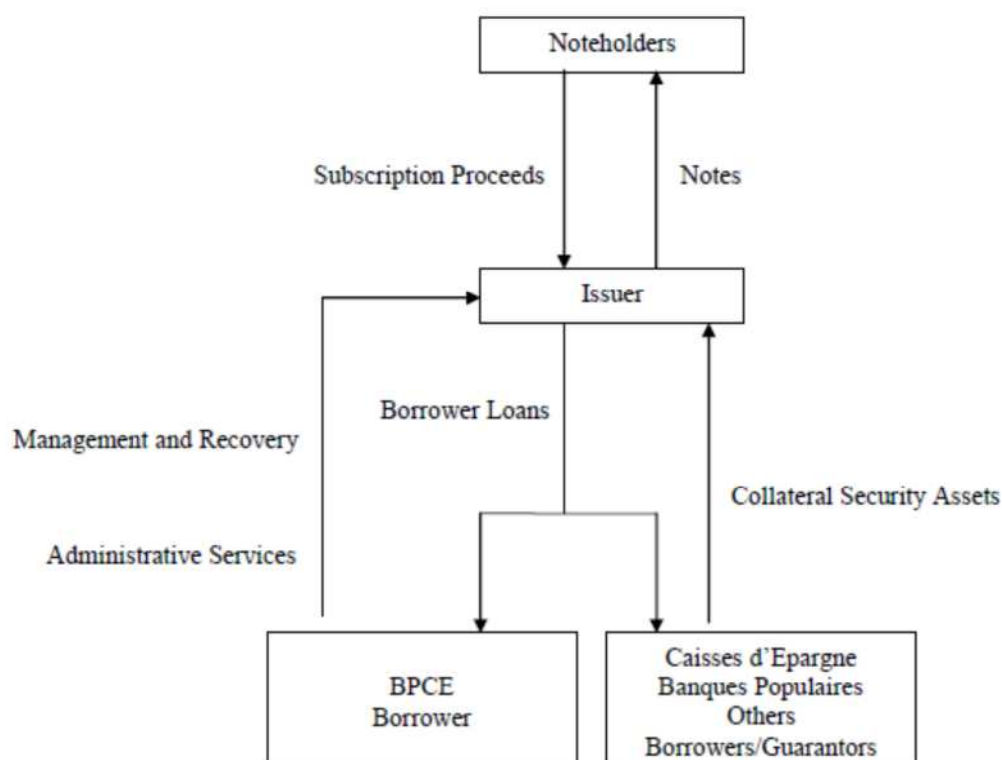 Noteholders
Subscription Proceeds
Notes
Issuer
Borrower Loans
Management and Recovery
Collateral Security Assets
Administrative Services
BPCE
Borrower
Caisses d'Epargne
Banques Populaires
Others
Borrowers/Guarantors